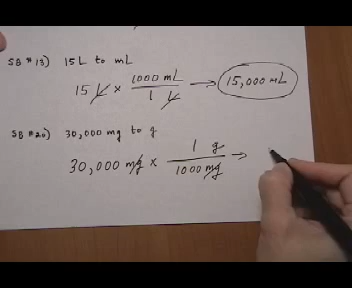 SB #13) 15 L to mL
15 L × 1000 mL / 1 L → 15,000 mL
SB #20) 30,000 mg to g
30,000 mg × 1 g / 1000 mg →